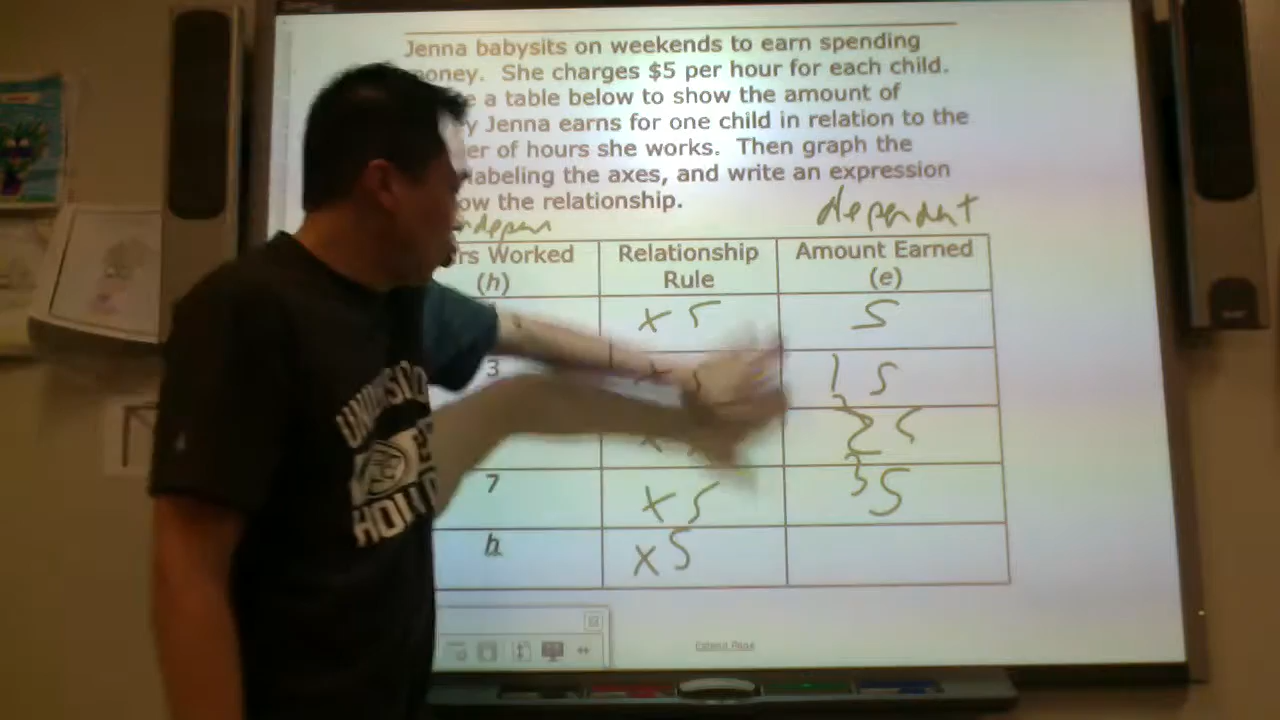 Jenna babysits on weekends to earn spending
money. She charges $5 per hour for each child.
a table below to show the amount of
Jenna earns for one child in relation to the
of hours she works. Then graph the
labeling the axes, and write an expression
the relationship.
dependent
Worked Relationship Amount Earned
(h) Rule (e)
x 5 5
3 15
25
7 x 5 35
h x 5
Extend Page